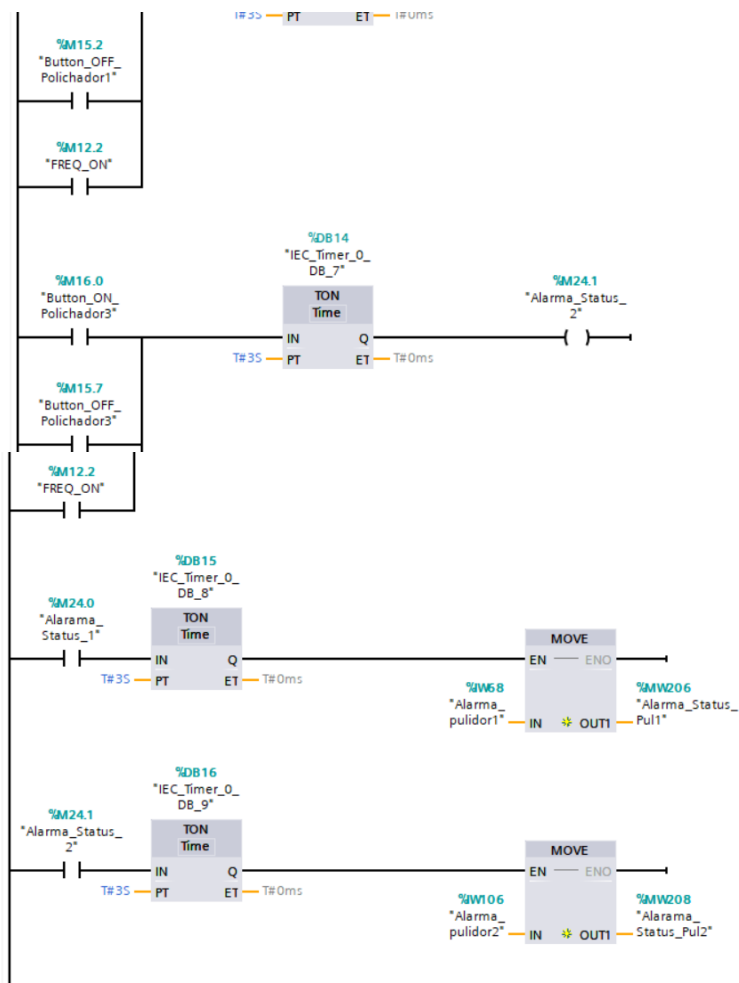 T#3S PT ET T#0ms
%M15.2
"Button_OFF_
Polichador1"
%M12.2
"FREQ_ON"
%DB14
"IEC_Timer_0_
DB_7"
%M16.0
"Button_ON_
Polichador3"
TON
Time
%M24.1
"Alarma_Status_
2"
IN Q
T#3S PT ET T#0ms
%M15.7
"Button_OFF_
Polichador3"
%M12.2
"FREQ_ON"
%DB15
"IEC_Timer_0_
DB_8"
%M24.0
"Alarama_
Status_1"
TON
Time
MOVE
IN Q
EN ENO
T#3S PT ET T#0ms
%IW68
"Alarma_
pulidor1"
IN OUT1
%MW206
"Alarma_Status_
Pul1"
%DB16
"IEC_Timer_0_
DB_9"
%M24.1
"Alarma_Status_
2"
TON
Time
MOVE
IN Q
EN ENO
T#3S PT ET T#0ms
%IW106
"Alarma_
pulidor2"
IN OUT1
%MW208
"Alarama_
Status_Pul2"